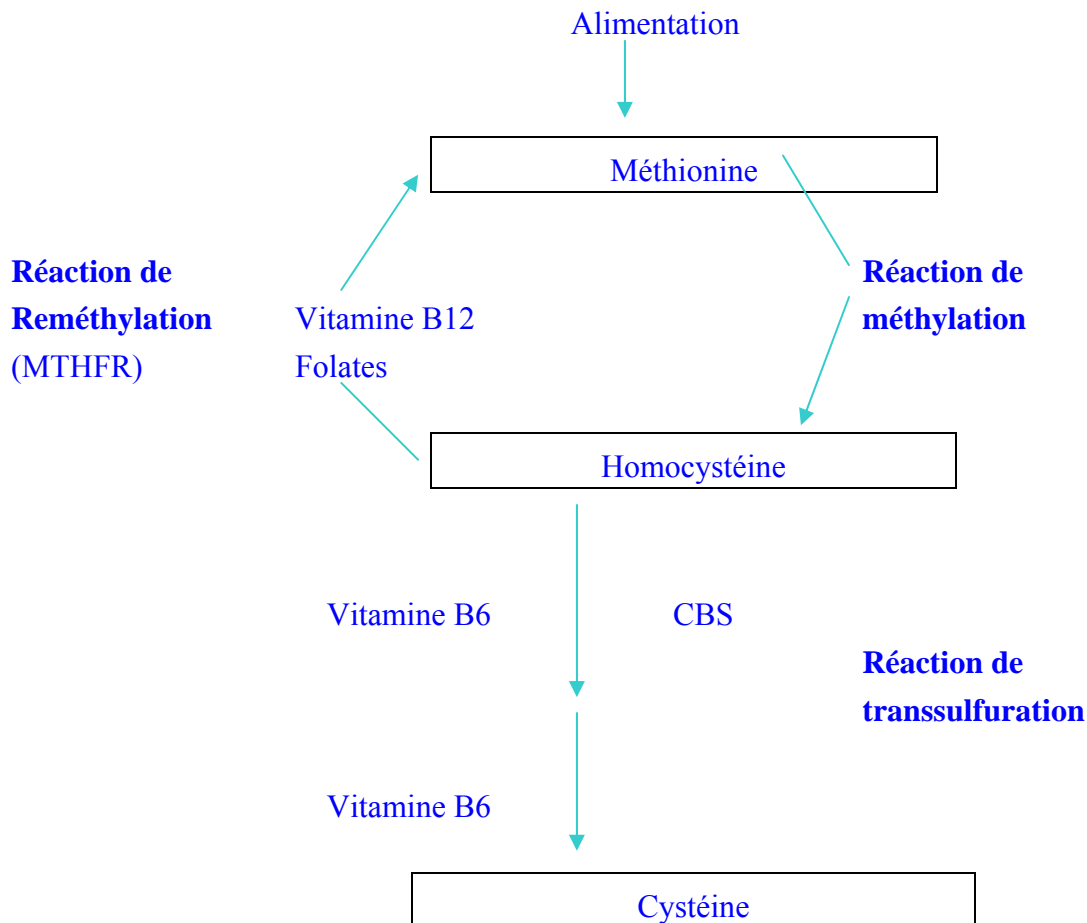 Alimentation
Méthionine
Réaction de
Reméthylation
(MTHFR)
Vitamine B12
Folates
Réaction de
méthylation
Homocystéine
Vitamine B6
CBS
Réaction de
transsulfuration
Vitamine B6
Cystéine